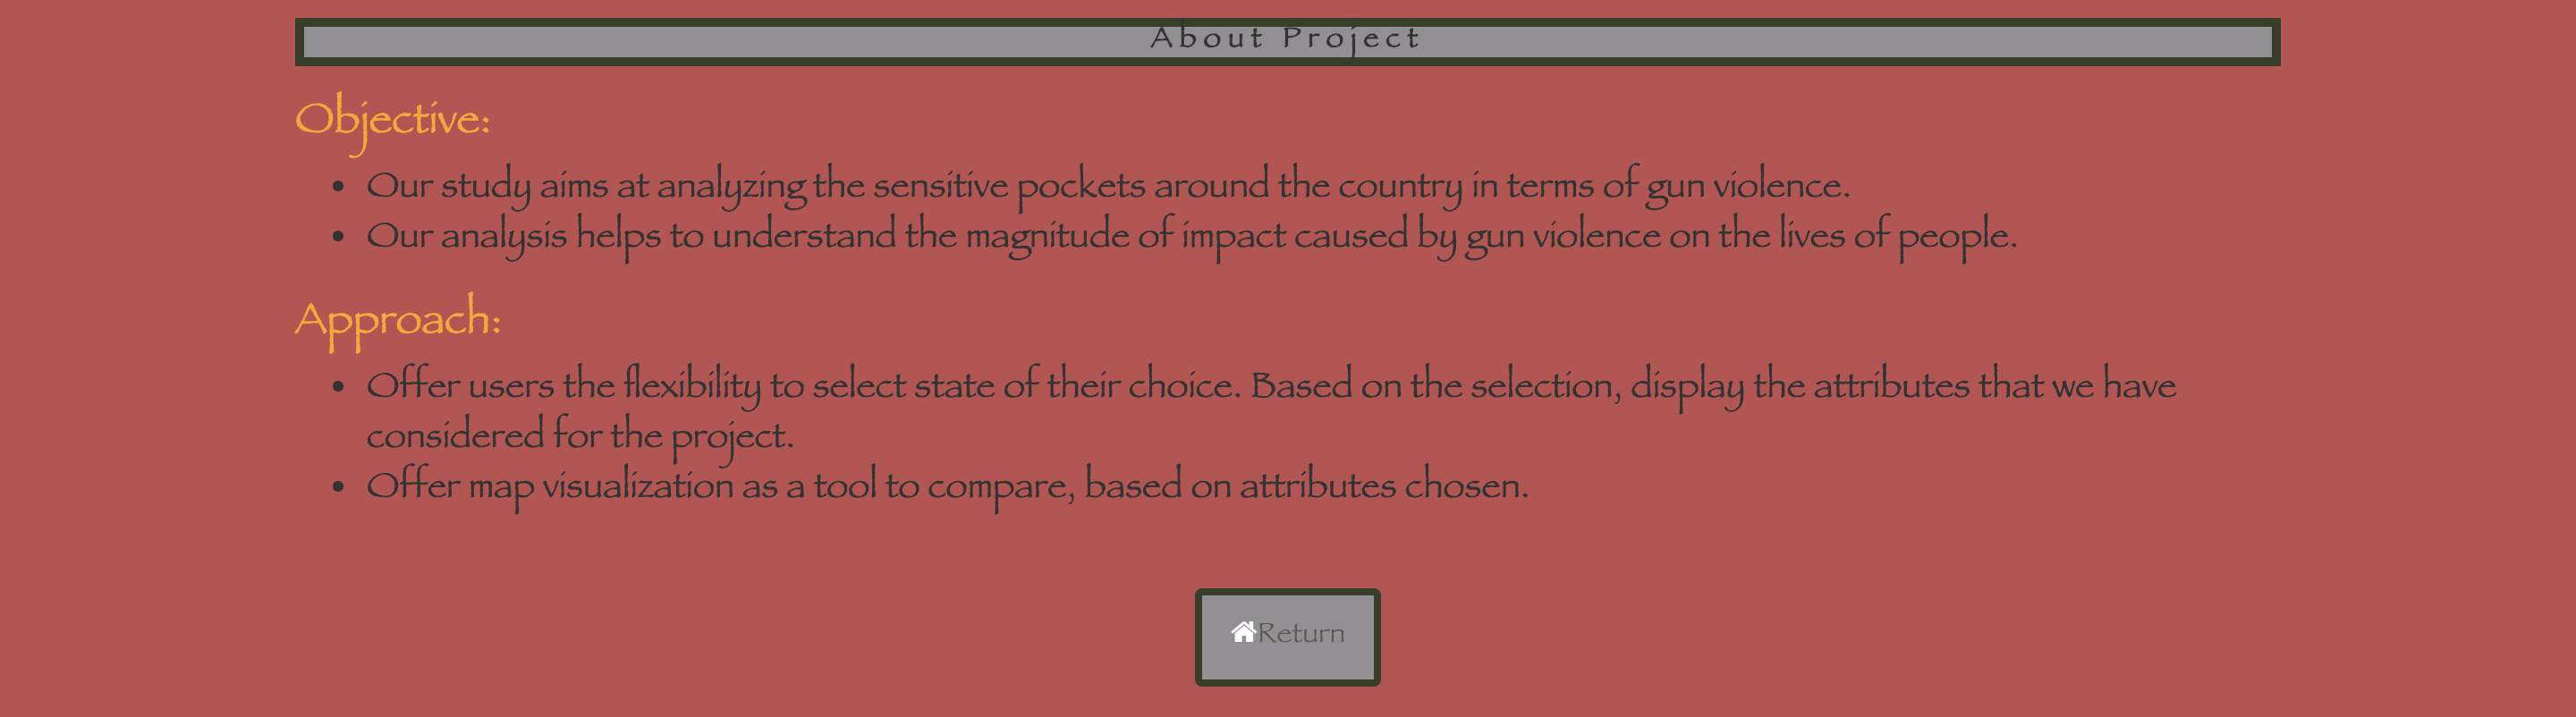 About Project
Objective:
• Our study aims at analyzing the sensitive pockets around the country in terms of gun violence.
• Our analysis helps to understand the magnitude of impact caused by gun violence on the lives of people.
Approach:
• Offer users the flexibility to select state of their choice. Based on the selection, display the attributes that we have
considered for the project.
• Offer map visualization as a tool to compare, based on attributes chosen.
Return